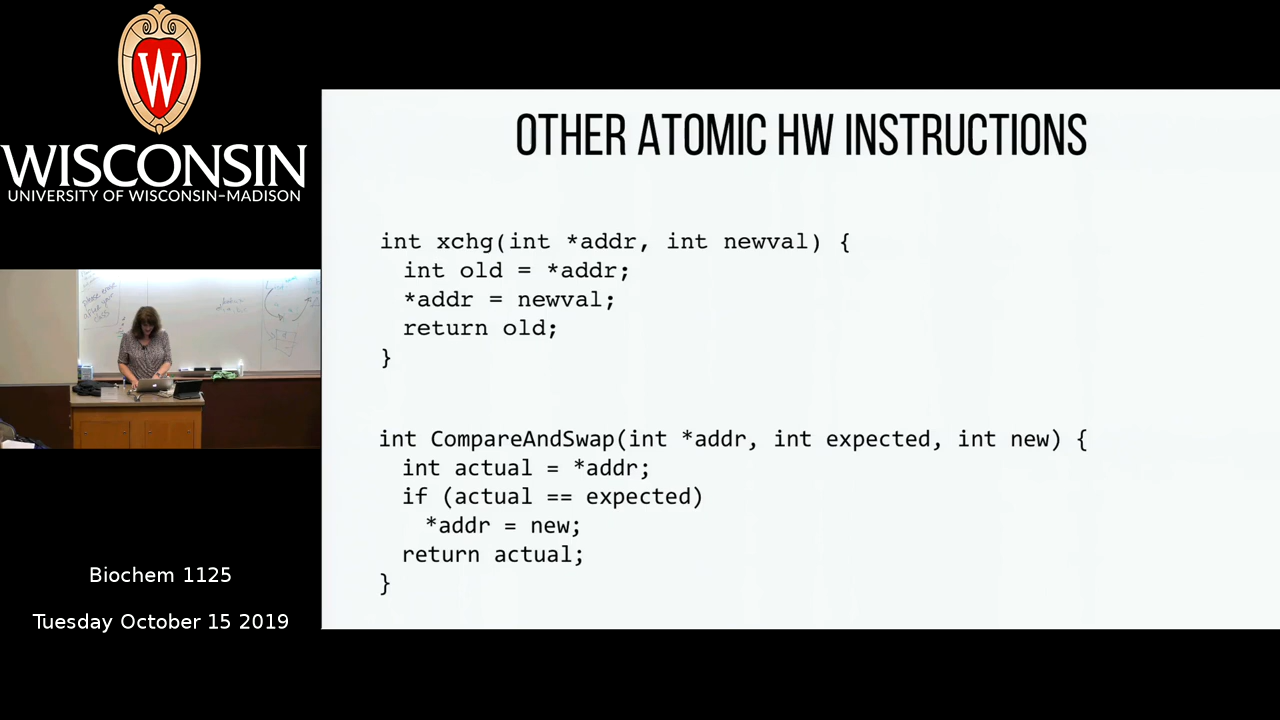 W
WISCONSIN
UNIVERSITY OF WISCONSIN–MADISON
Biochem 1125
Tuesday October 15 2019
OTHER ATOMIC HW INSTRUCTIONS
int xchg(int *addr, int newval) {
int old = *addr;
*addr = newval;
return old;
}
int CompareAndSwap(int *addr, int expected, int new) {
int actual = *addr;
if (actual == expected)
*addr = new;
return actual;
}